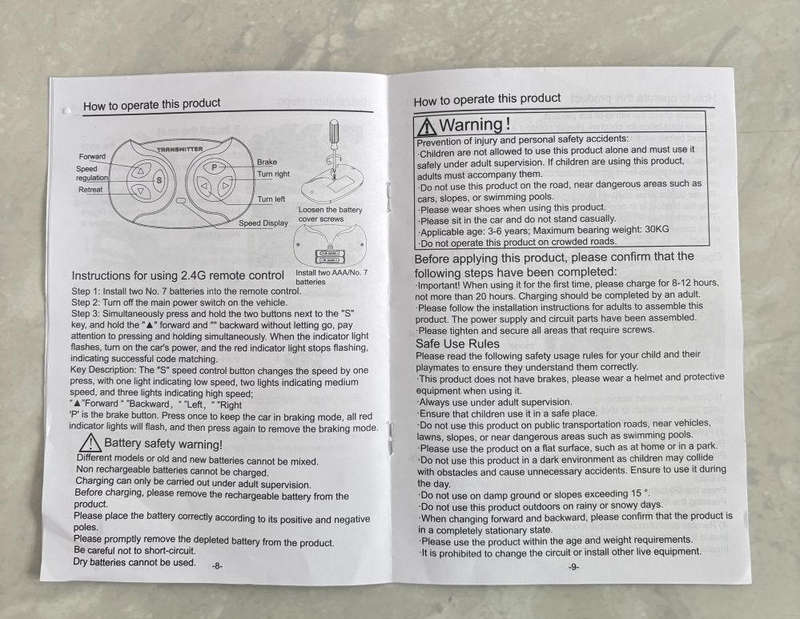 How to operate this product
TRANSMITTER
Forward
Speed
regulation
Retreat
S
P
Brake
Turn right
Turn left
Speed Display
Loosen the battery
cover screws
Install two AAA/No. 7
batteries
Instructions for using 2.4G remote control
Step 1: Install two No. 7 batteries into the remote control.
Step 2: Turn off the main power switch on the vehicle.
Step 3: Simultaneously press and hold the two buttons next to the "S"
key, and hold the "▲" forward and "" backward without letting go, pay
attention to pressing and holding simultaneously. When the indicator light
flashes, turn on the car's power, and the red indicator light stops flashing,
indicating successful code matching.
Key Description: The "S" speed control button changes the speed by one
press, with one light indicating low speed, two lights indicating medium
speed, and three lights indicating high speed;
"▲"Forward " "Backward, " "Left, " "Right
'P' is the brake button. Press once to keep the car in braking mode, all red
indicator lights will flash, and then press again to remove the braking mode.
Battery safety warning!
Different models or old and new batteries cannot be mixed.
Non rechargeable batteries cannot be charged.
Charging can only be carried out under adult supervision.
Before charging, please remove the rechargeable battery from the
product.
Please place the battery correctly according to its positive and negative
poles.
Please promptly remove the depleted battery from the product.
Be careful not to short-circuit.
Dry batteries cannot be used.
-8-
How to operate this product
Warning!
Prevention of injury and personal safety accidents:
·Children are not allowed to use this product alone and must use it
safely under adult supervision. If children are using this product,
adults must accompany them.
·Do not use this product on the road, near dangerous areas such as
cars, slopes, or swimming pools.
·Please wear shoes when using this product.
·Please sit in the car and do not stand casually.
·Applicable age: 3-6 years; Maximum bearing weight: 30KG
·Do not operate this product on crowded roads.
Before applying this product, please confirm that the
following steps have been completed:
·Important! When using it for the first time, please charge for 8-12 hours,
not more than 20 hours. Charging should be completed by an adult.
·Please follow the installation instructions for adults to assemble this
product. The power supply and circuit parts have been assembled.
·Please tighten and secure all areas that require screws.
Safe Use Rules
Please read the following safety usage rules for your child and their
playmates to ensure they understand them correctly.
·This product does not have brakes, please wear a helmet and protective
equipment when using it.
·Always use under adult supervision.
·Ensure that children use it in a safe place.
·Do not use this product on public transportation roads, near vehicles,
lawns, slopes, or near dangerous areas such as swimming pools.
·Please use the product on a flat surface, such as at home or in a park.
·Do not use this product in a dark environment as children may collide
with obstacles and cause unnecessary accidents. Ensure to use it during
the day.
·Do not use on damp ground or slopes exceeding 15 °.
·Do not use this product outdoors on rainy or snowy days.
·When changing forward and backward, please confirm that the product is
in a completely stationary state.
·Please use the product within the age and weight requirements.
·It is prohibited to change the circuit or install other live equipment.
-9-